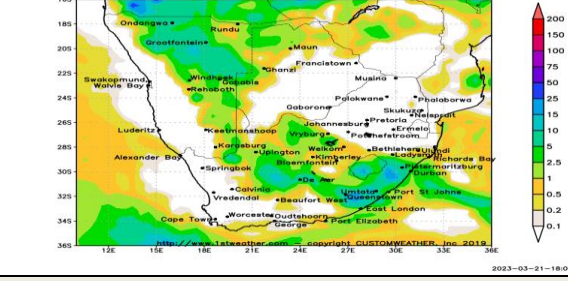 18S
20S
22S
24S
26S
28S
30S
32S
34S
36S
Ondangwa
Rundu
Grootfontein
Maun
Francistown
Ghanzi
Windhoek
Gobabis
Rehoboth
Swakopmund
Walvis Bay
Musina
Polokwane
Phalaborwa
Gaborone
Skukuza
Nelspruit
Pretoria
Johannesburg
Ermelo
Potchefstroom
Luderitz
Keetmanshoop
Vryburg
Karasburg
Welkom
Bethlehem
Ulundi
Upington
Kimberley
Ladysmith
Richards Bay
Alexander Bay
Bloemfontein
Pietermaritzburg
Durban
Springbok
De Aar
Calvinia
Umtata
Port St Johns
Queenstown
Vredendal
Beaufort West
East London
Worcester
Oudtshoorn
Cape Town
George
Port Elizabeth
http://www.1stweather.com - copyright CUSTOMWEATHER, Inc 2019
12E 15E 18E 21E 24E 27E 30E 33E 36E
200
150
100
75
50
25
15
10
5
2.5
1
0.5
0.2
0.1
2023-03-21-18:0